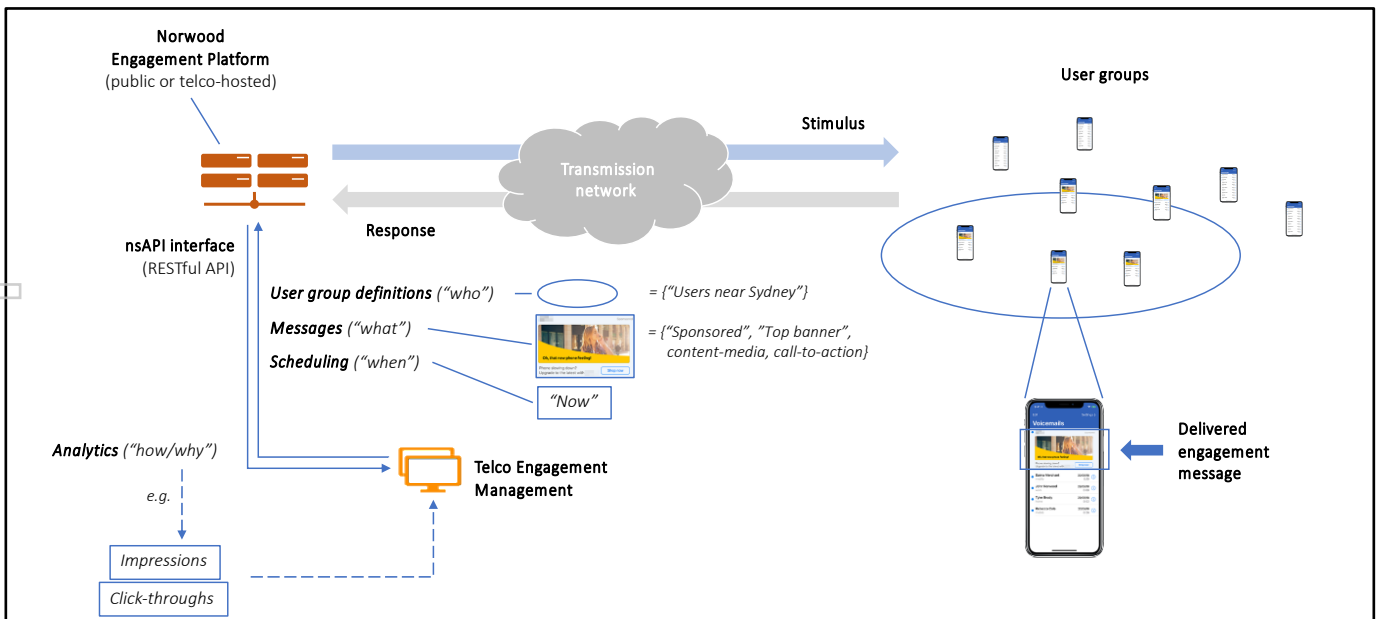 Norwood
Engagement Platform
(public or telco-hosted)
User groups
Stimulus
Transmission
network
Response
nsAPI interface
(RESTful API)
User group definitions (“who”)
= {“Users near Sydney”}
Messages (“what”)
= {“Sponsored”, ”Top banner”,
content-media, call-to-action}
Scheduling (“when”)
“Now”
Voicemails
Delivered
engagement
message
Analytics (“how/why”)
e.g.
Telco Engagement
Management
Impressions
Click-throughs